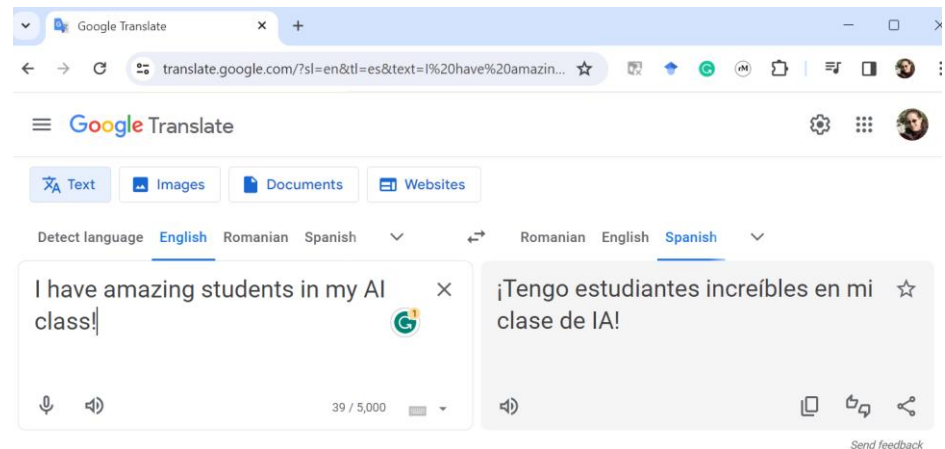 Google Translate
translate.google.com/?sl=en&tl=es&text=I%20have%20amazin...
Google Translate
Text Images Documents Websites
Detect language English Romanian Spanish
Romanian English Spanish
I have amazing students in my AI
class!
¡Tengo estudiantes increíbles en mi
clase de IA!
39 / 5,000
Send feedback